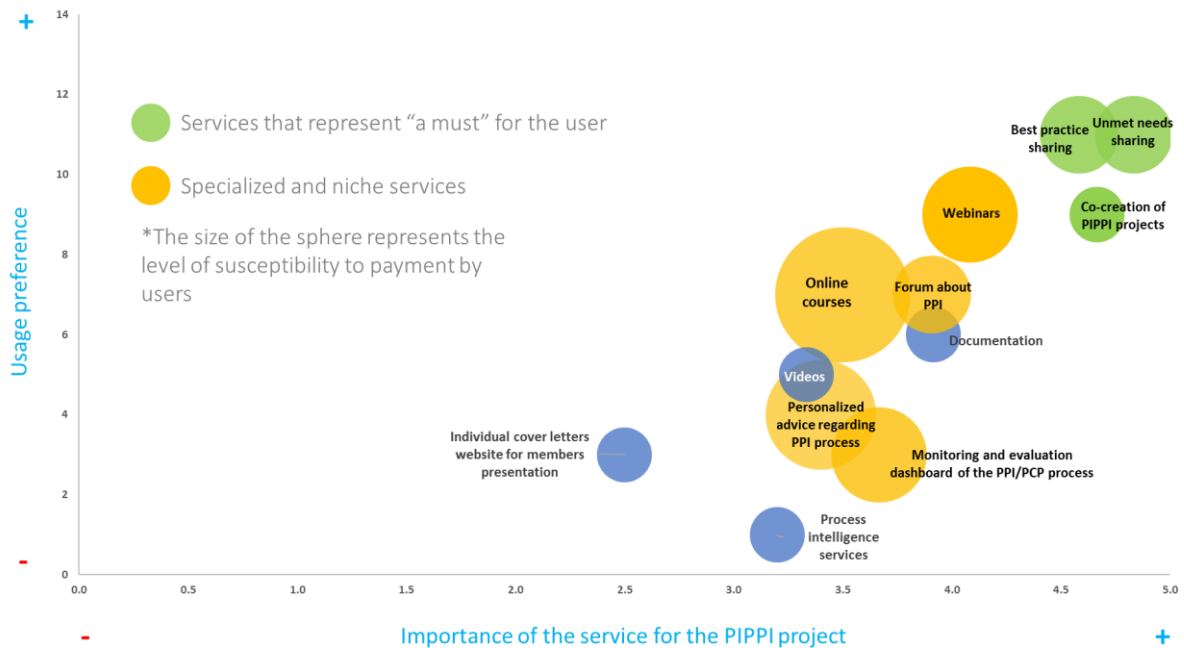 +
14
12
10
8
6
4
2
0
-
Usage preference
Services that represent “a must” for the user
Specialized and niche services
*The size of the sphere represents the
level of susceptibility to payment by
users
Best practice
sharing
Unmet needs
sharing
Co-creation of
PIPPI projects
Webinars
Online
courses
Forum about
PPI
Documentation
Videos
Personalized
advice regarding
PPI process
Individual cover letters
website for members
presentation
Monitoring and evaluation
dashboard of the PPI/PCP process
Process
intelligence
services
0.0 0.5 1.0 1.5 2.0 2.5 3.0 3.5 4.0 4.5 5.0
- Importance of the service for the PIPPI project +